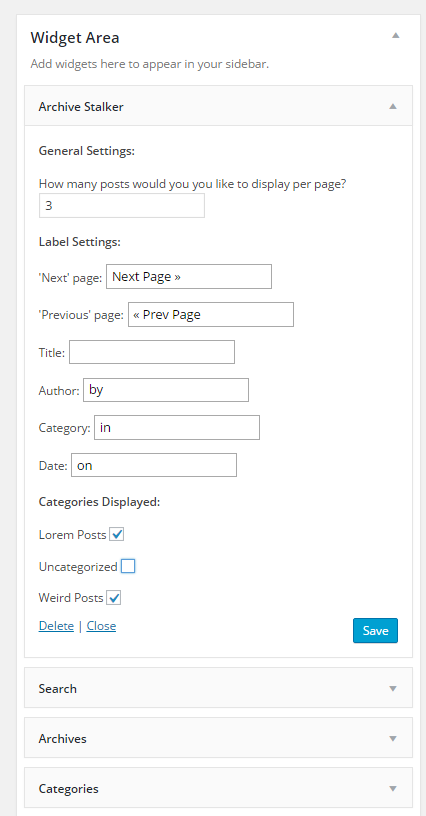 Widget Area
Add widgets here to appear in your sidebar.
Archive Stalker
General Settings:
How many posts would you you like to display per page?
3
Label Settings:
'Next' page: Next Page »
'Previous' page: « Prev Page
Title:
Author: by
Category: in
Date: on
Categories Displayed:
Lorem Posts
Uncategorized
Weird Posts
Delete | Close Save
Search
Archives
Categories